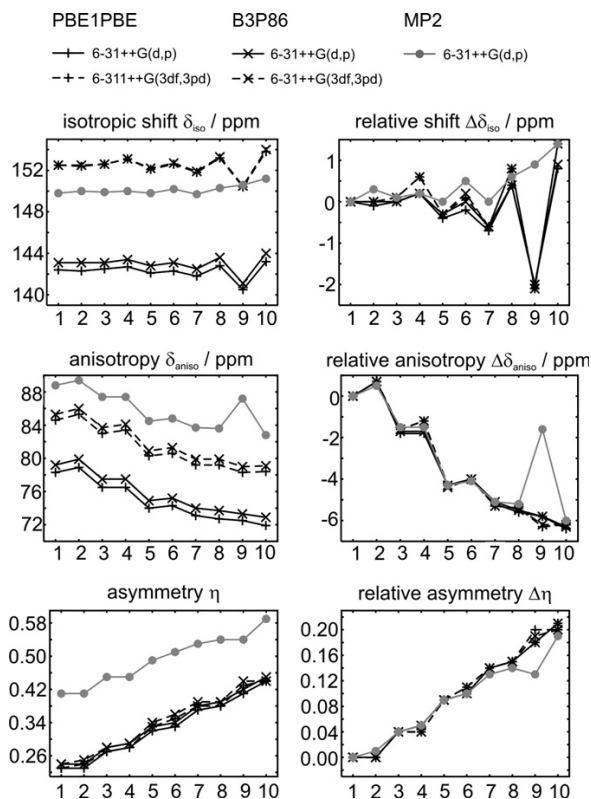 PBE1PBE B3P86 MP2
6-31++G(d,p) 6-31++G(d,p) 6-31++G(d,p)
6-311++G(3df,3pd) 6-31++G(3df,3pd)
isotropic shift δiso / ppm relative shift Δδiso / ppm
152
148
144
140
1 2 3 4 5 6 7 8 9 10
1
0
-1
-2
1 2 3 4 5 6 7 8 9 10
anisotropy δaniso / ppm relative anisotropy Δδaniso / ppm
88
84
80
76
72
1 2 3 4 5 6 7 8 9 10
0
-2
-4
-6
1 2 3 4 5 6 7 8 9 10
asymmetry η relative asymmetry Δη
0.58
0.42
0.34
0.26
1 2 3 4 5 6 7 8 9 10
0.20
0.16
0.12
0.08
0.04
0.00
1 2 3 4 5 6 7 8 9 10